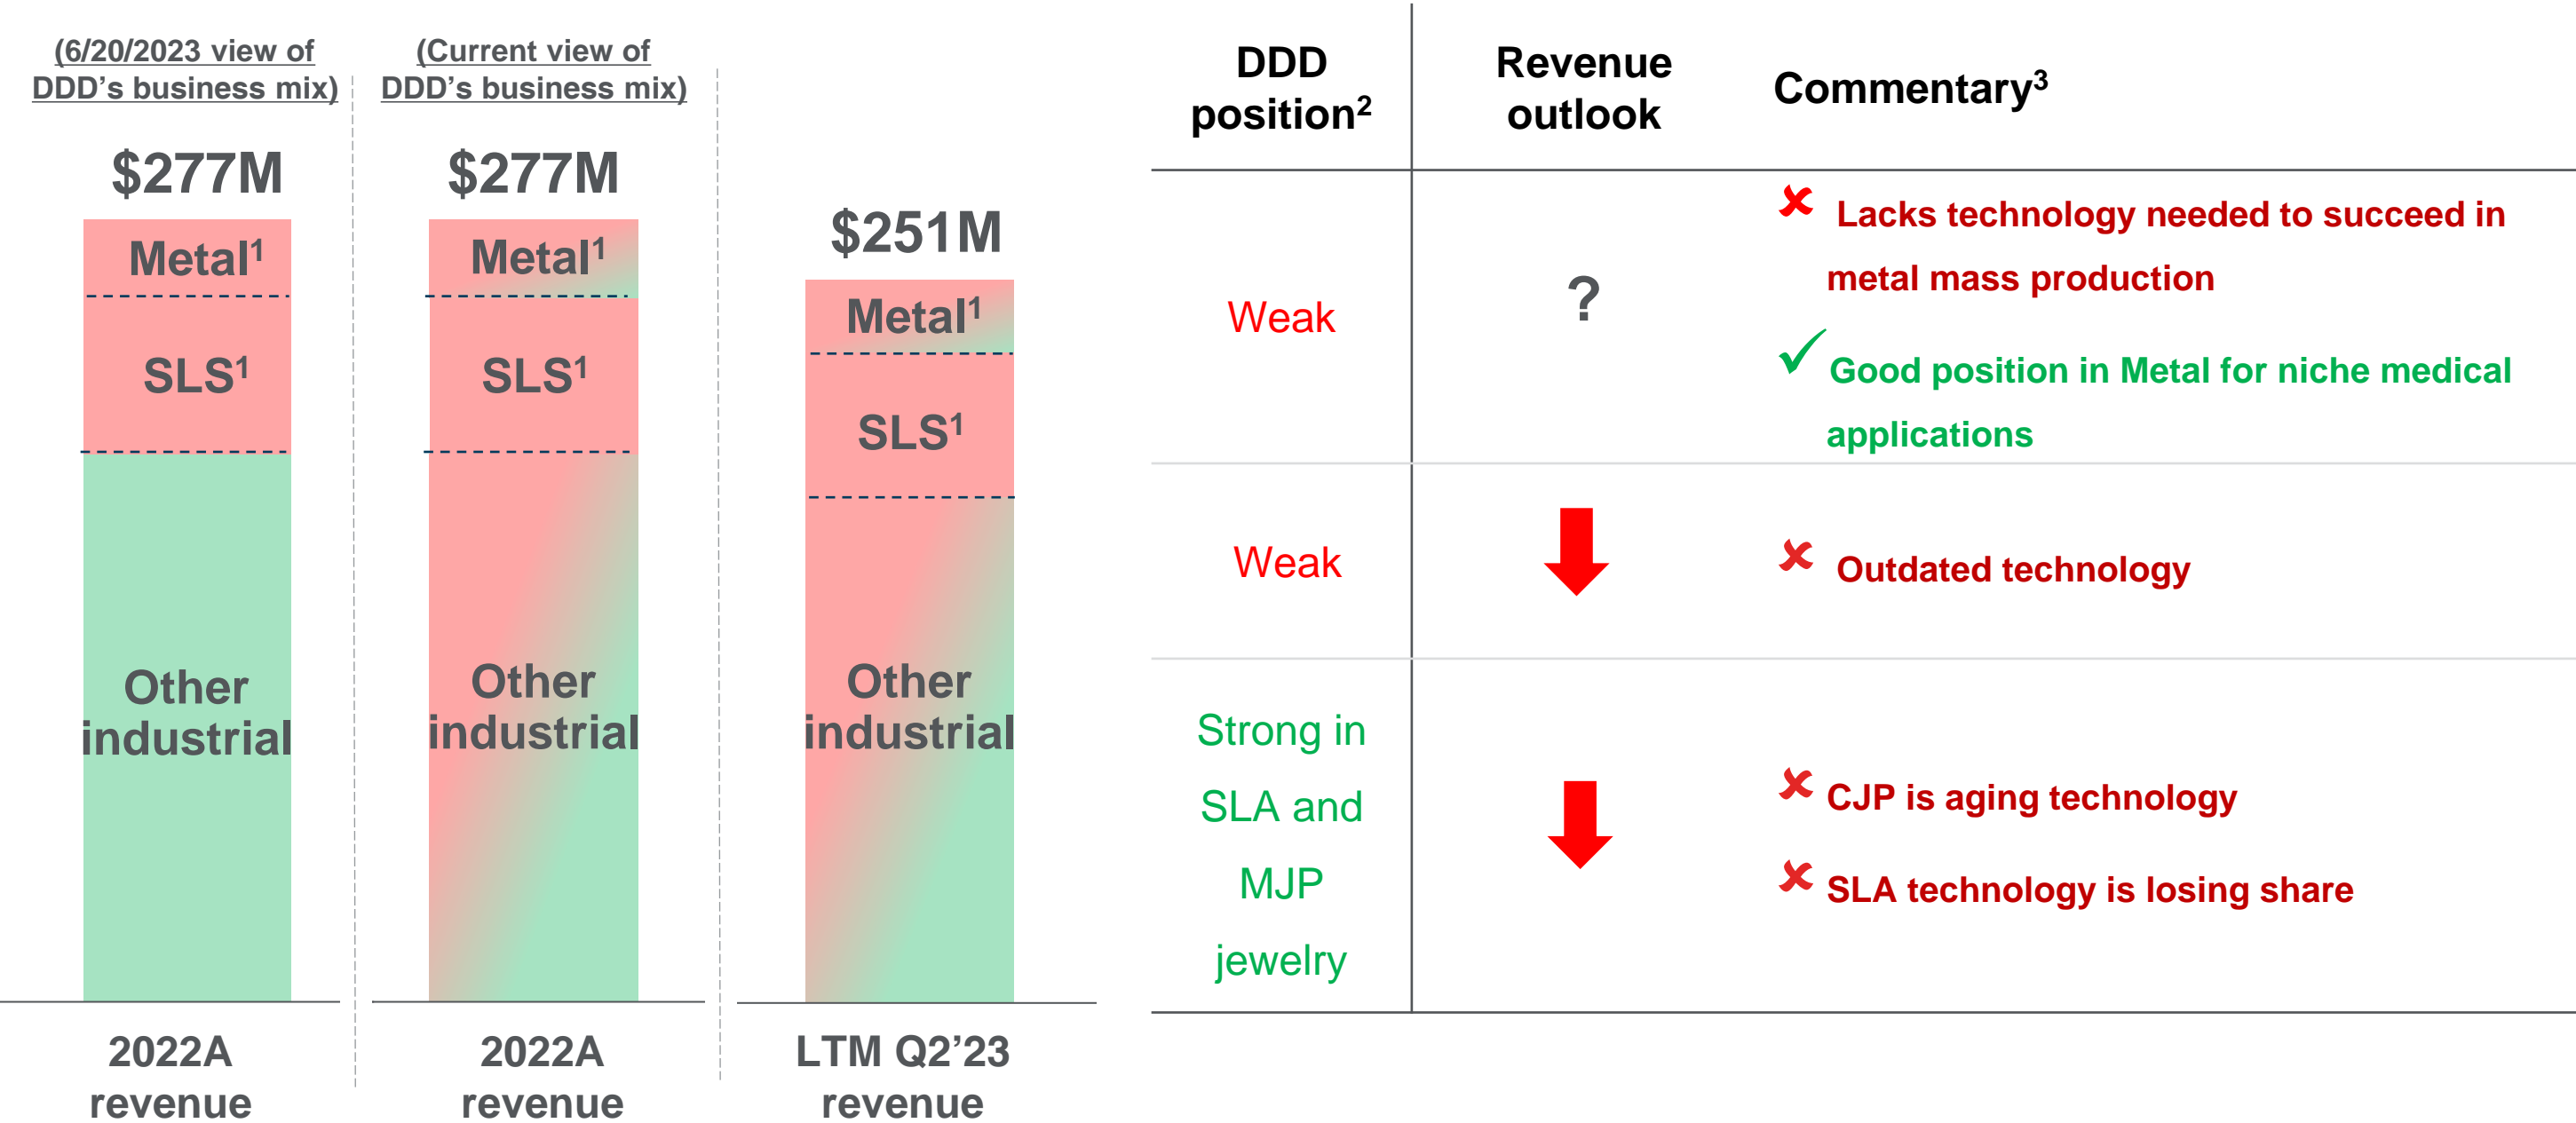 (6/20/2023 view of
DDD’s business mix)
$277M
Metal¹
SLS¹
Other
industrial
2022A
revenue
(Current view of
DDD’s business mix)
$277M
Metal¹
SLS¹
Other
industrial
2022A
revenue
$251M
Metal¹
SLS¹
Other
industrial
LTM Q2’23
revenue
DDD
position²
Revenue
outlook
Commentary³
Weak
?
✘ Lacks technology needed to succeed in
metal mass production
✓ Good position in Metal for niche medical
applications
Weak
✘ Outdated technology
Strong in
SLA and
MJP
jewelry
✘ CJP is aging technology
✘ SLA technology is losing share